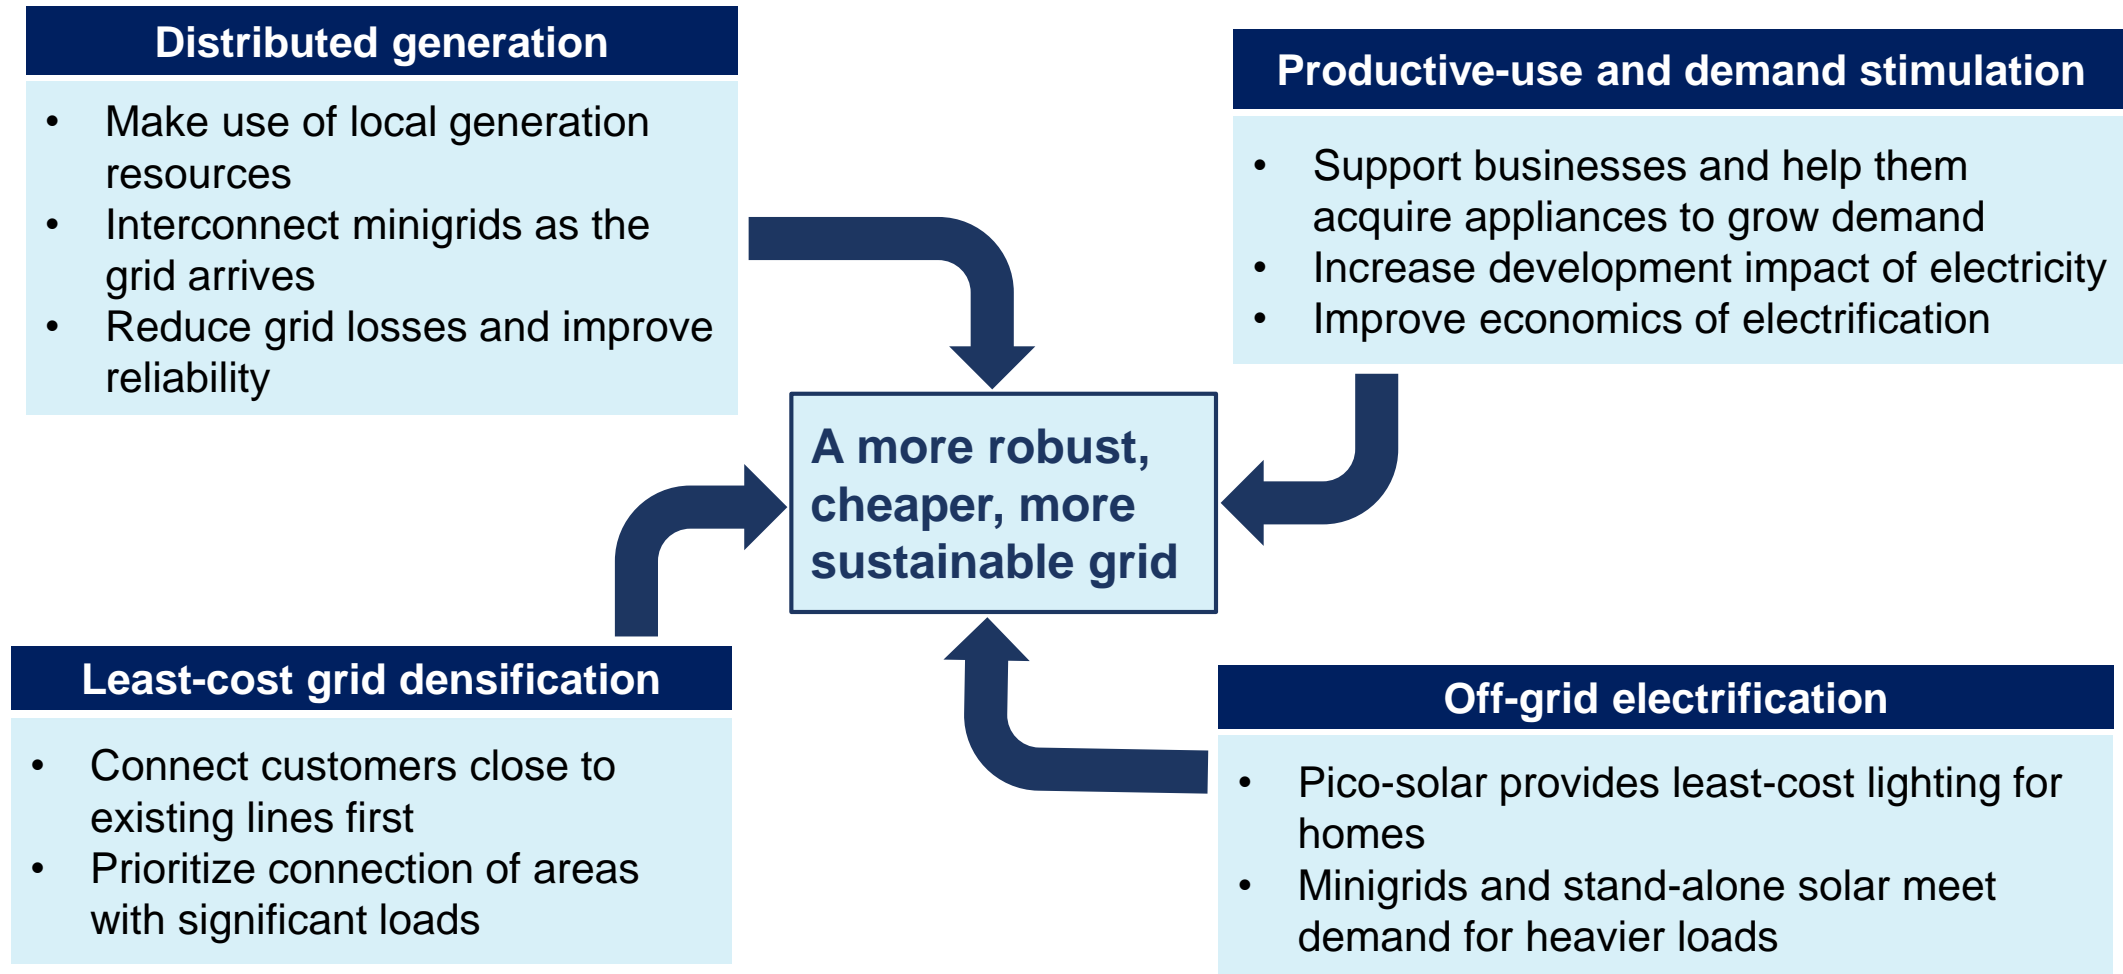 Distributed generation
• Make use of local generation
resources
• Interconnect minigrids as the
grid arrives
• Reduce grid losses and improve
reliability
Productive-use and demand stimulation
• Support businesses and help them
acquire appliances to grow demand
• Increase development impact of electricity
• Improve economics of electrification
A more robust,
cheaper, more
sustainable grid
Least-cost grid densification
• Connect customers close to
existing lines first
• Prioritize connection of areas
with significant loads
Off-grid electrification
• Pico-solar provides least-cost lighting for
homes
• Minigrids and stand-alone solar meet
demand for heavier loads